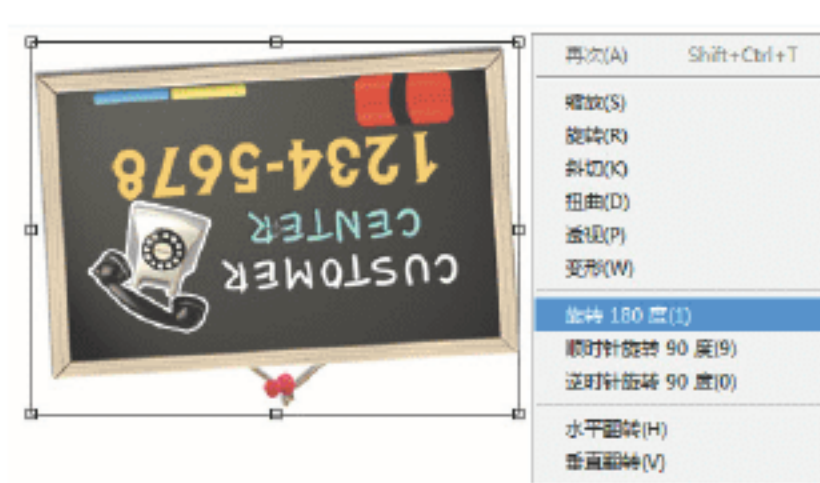 CUSTOMER
CENTER
1234-5678
再次(A) Shift+Ctrl+T
缩放(S)
旋转(R)
斜切(K)
扭曲(D)
透视(P)
变形(W)
旋转 180 度(1)
顺时针旋转 90 度(9)
逆时针旋转 90 度(0)
水平翻转(H)
垂直翻转(V)